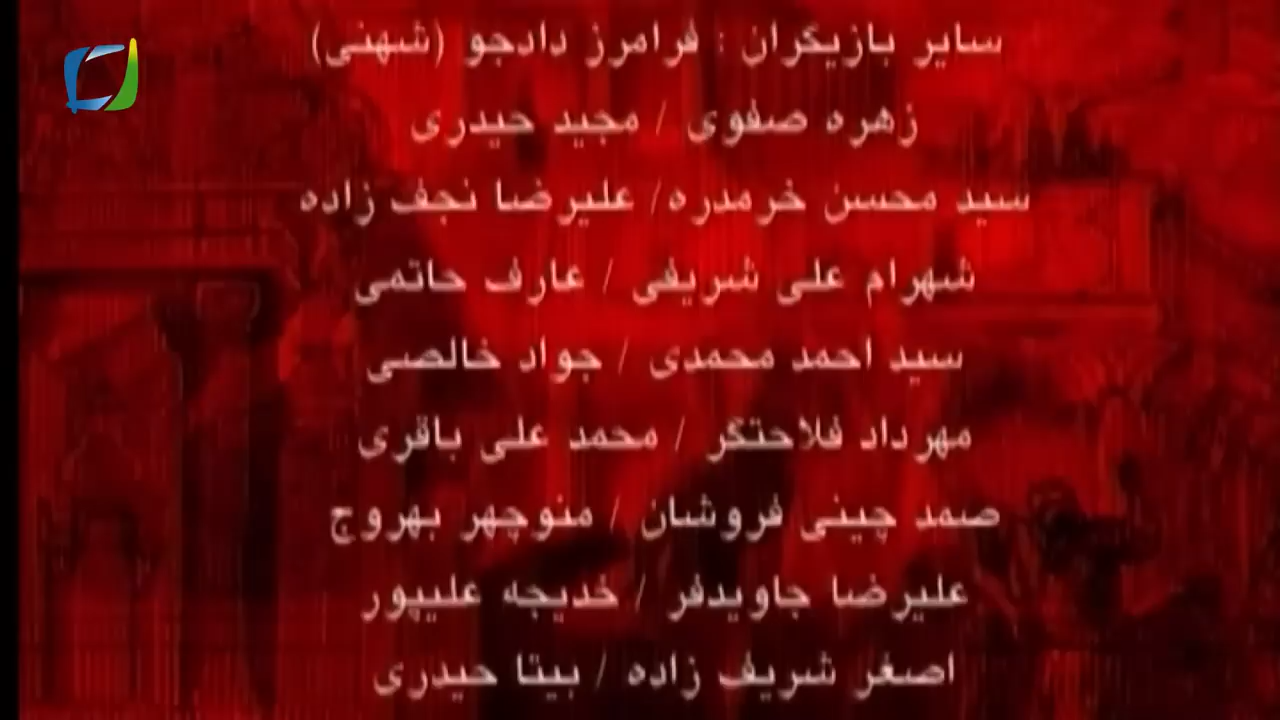 سایر بازیگران : فرامرز دادجو (شهنی)
زهره صفوی / مجید حیدری
سید محسن خرمدره/ علیرضا نجف زاده
شهرام علی شریفی / عارف حاتمی
سید احمد محمدی / جواد خالصی
مهرداد فلاحتگر / محمد علی باقری
صمد چینی فروشان / منوچهر بهروج
علیرضا جاویدفر / خدیجه علیپور
اصغر شریف زاده / بیتا حیدری